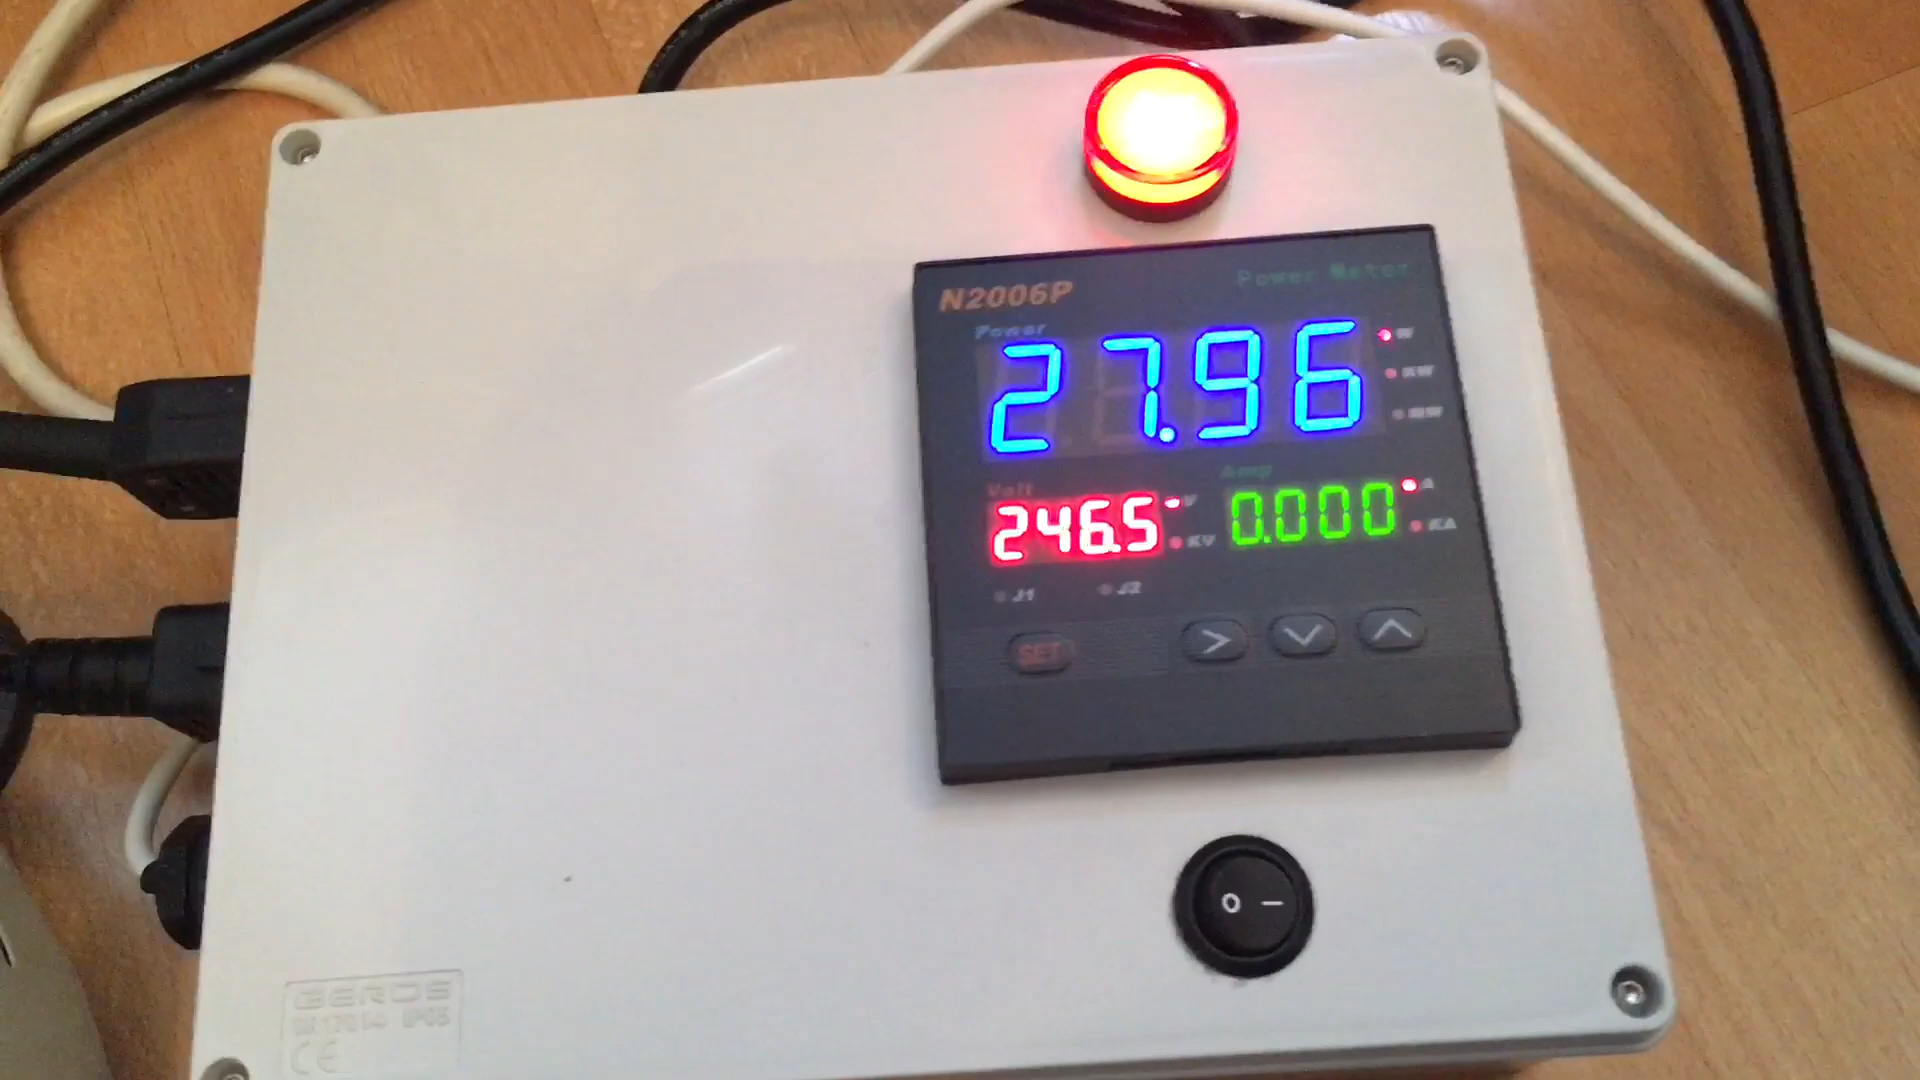 N2006P Power Meter
Power
27.96 W
KW
MW
Volt Amp
246.5 V 0.000 A
KV KA
J1 J2
SET > ∨ ∧
O –
GEROS
IP65
CE